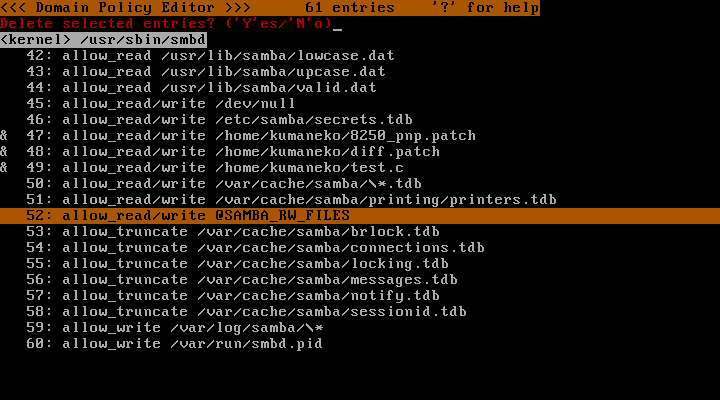 <<< Domain Policy Editor >>>      61 entries    '?' for help
Delete selected entries? ('Y'es/'N'o)_
<kernel> /usr/sbin/smbd
   42: allow_read /usr/lib/samba/lowcase.dat
   43: allow_read /usr/lib/samba/upcase.dat
   44: allow_read /usr/lib/samba/valid.dat
   45: allow_read/write /dev/null
   46: allow_read/write /etc/samba/secrets.tdb
&  47: allow_read/write /home/kumaneko/8250_pnp.patch
&  48: allow_read/write /home/kumaneko/diff.patch
&  49: allow_read/write /home/kumaneko/test.c
   50: allow_read/write /var/cache/samba/\*.tdb
   51: allow_read/write /var/cache/samba/printing/printers.tdb
   52: allow_read/write @SAMBA_RW_FILES
   53: allow_truncate /var/cache/samba/brlock.tdb
   54: allow_truncate /var/cache/samba/connections.tdb
   55: allow_truncate /var/cache/samba/locking.tdb
   56: allow_truncate /var/cache/samba/messages.tdb
   57: allow_truncate /var/cache/samba/notify.tdb
   58: allow_truncate /var/cache/samba/sessionid.tdb
   59: allow_write /var/log/samba/\*
   60: allow_write /var/run/smbd.pid